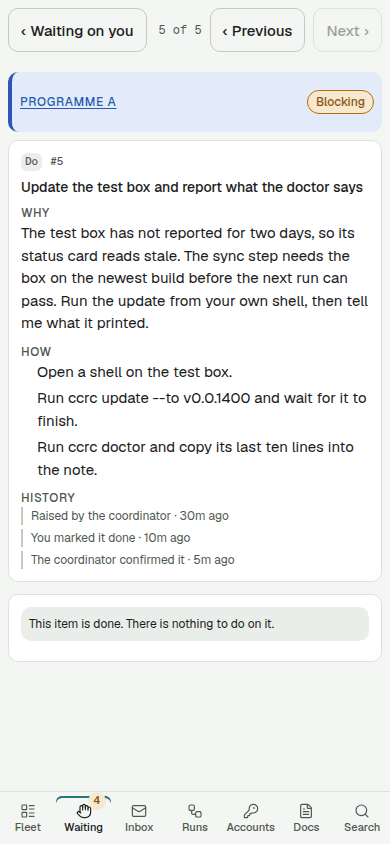 ‹ Waiting on you
5 of 5
‹ Previous
Next ›
PROGRAMME A
Blocking
Do #5
Update the test box and report what the doctor says
WHY
The test box has not reported for two days, so its
status card reads stale. The sync step needs the
box on the newest build before the next run can
pass. Run the update from your own shell, then tell
me what it printed.
HOW
Open a shell on the test box.
Run ccrc update --to v0.0.1400 and wait for it to
finish.
Run ccrc doctor and copy its last ten lines into
the note.
HISTORY
Raised by the coordinator · 30m ago
You marked it done · 10m ago
The coordinator confirmed it · 5m ago
This item is done. There is nothing to do on it.
4
Fleet
Waiting
Inbox
Runs
Accounts
Docs
Search